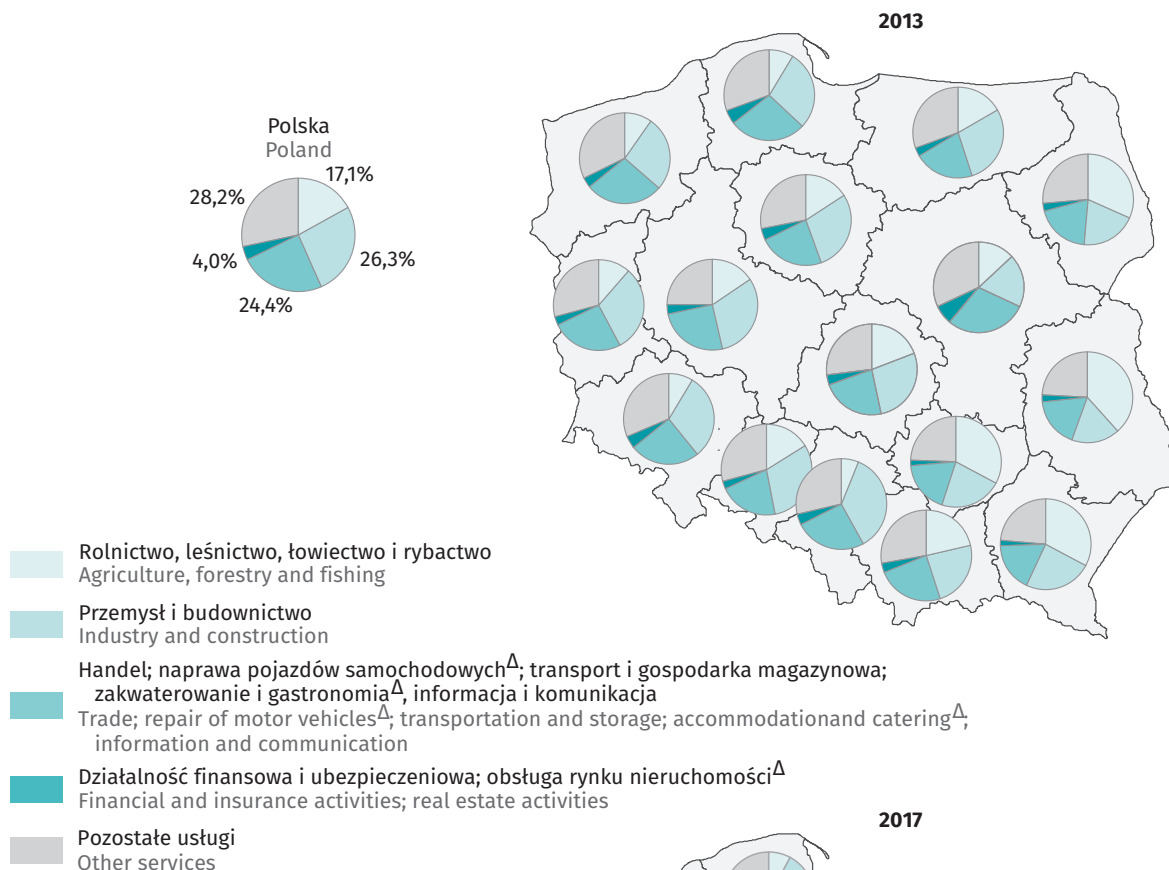 2013
Polska
Poland
17,1%
28,2%
4,0%
26,3%
24,4%
Rolnictwo, leśnictwo, łowiectwo i rybactwo
Agriculture, forestry and fishing
Przemysł i budownictwo
Industry and construction
Handel; naprawa pojazdów samochodowychΔ; transport i gospodarka magazynowa;
zakwaterowanie i gastronomiaΔ, informacja i komunikacja
Trade; repair of motor vehiclesΔ; transportation and storage; accommodationand cateringΔ;
information and communication
Działalność finansowa i ubezpieczeniowa; obsługa rynku nieruchomościΔ
Financial and insurance activities; real estate activities
2017
Pozostałe usługi
Other services